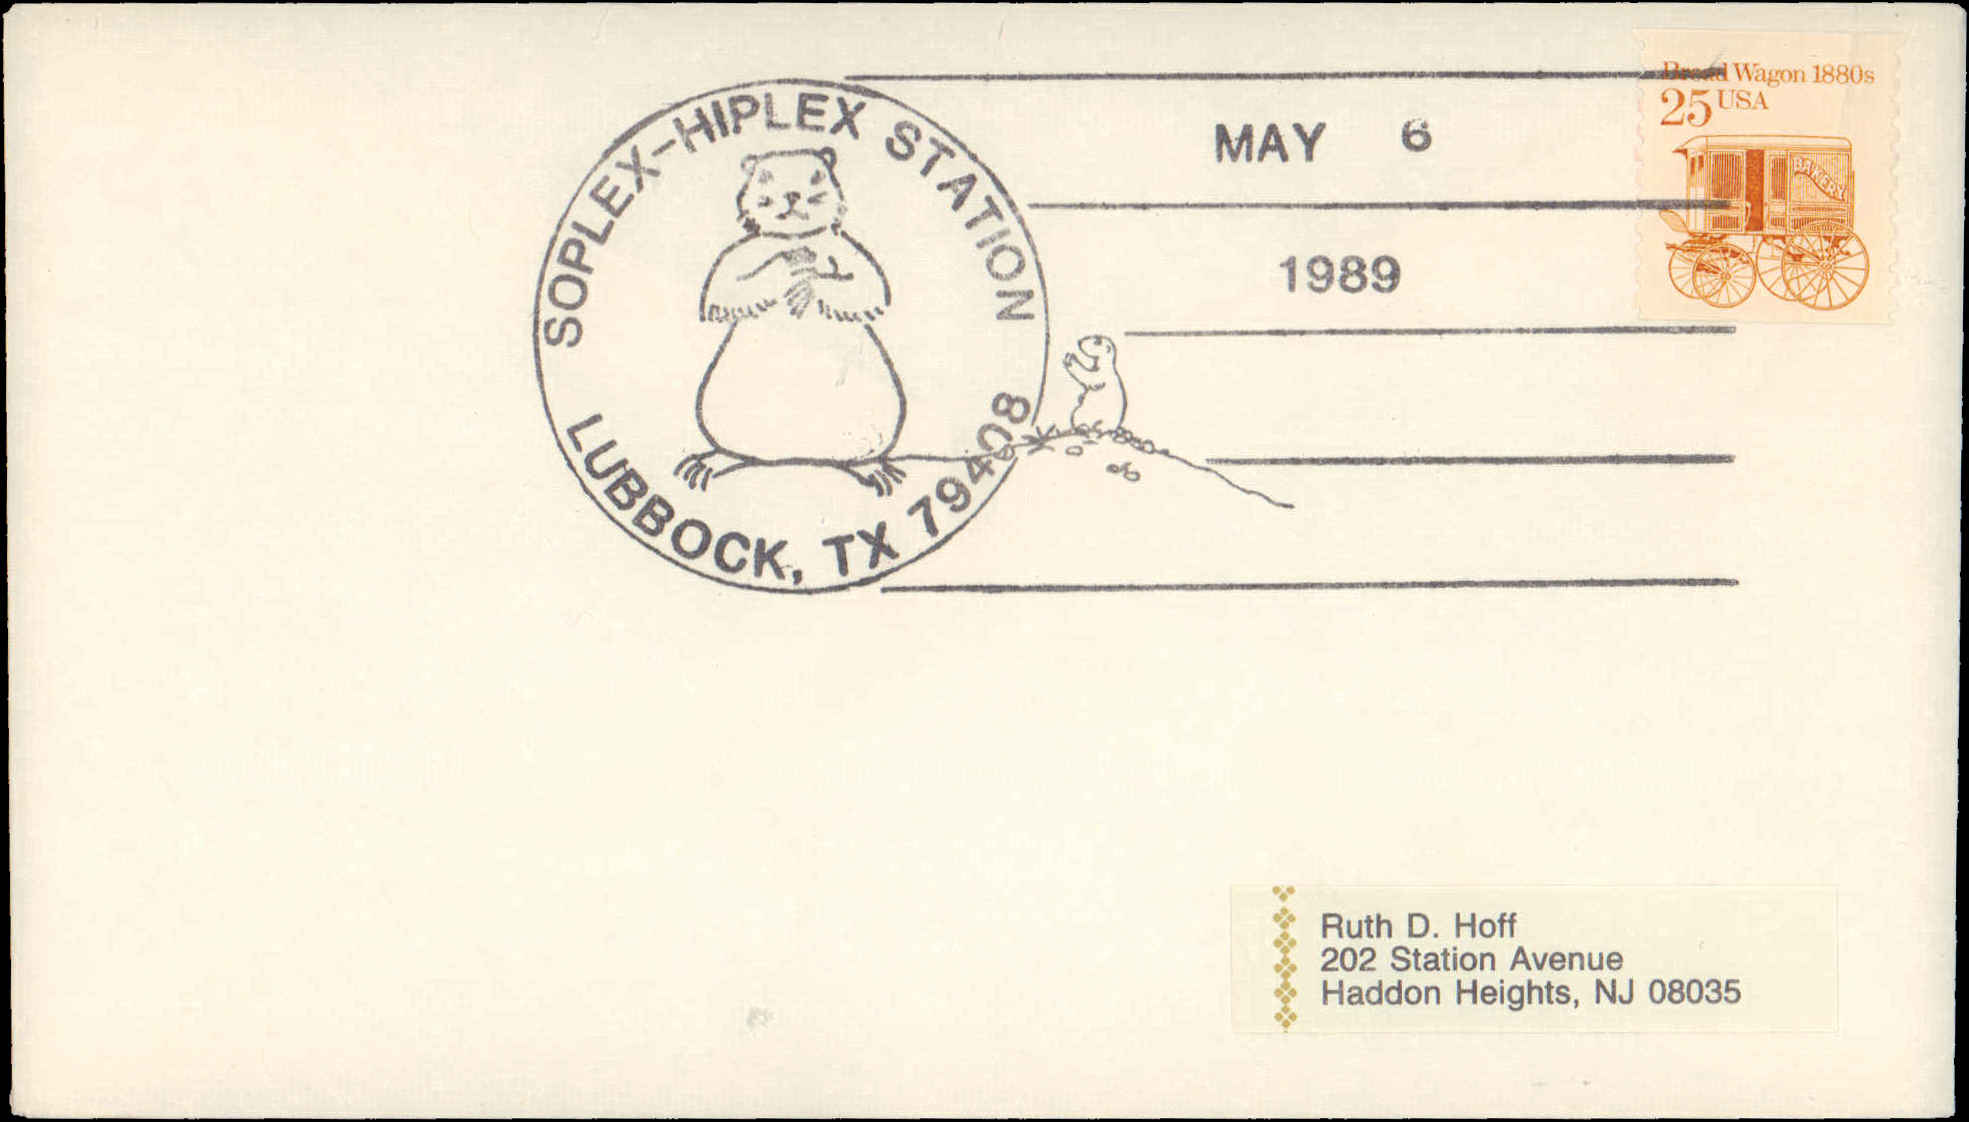 SOPLEX-HIPLEX STATION
LUBBOCK, TX 79408
MAY 6
1989
Bread Wagon 1880s
25 USA
BAKERY
Ruth D. Hoff
202 Station Avenue
Haddon Heights, NJ 08035